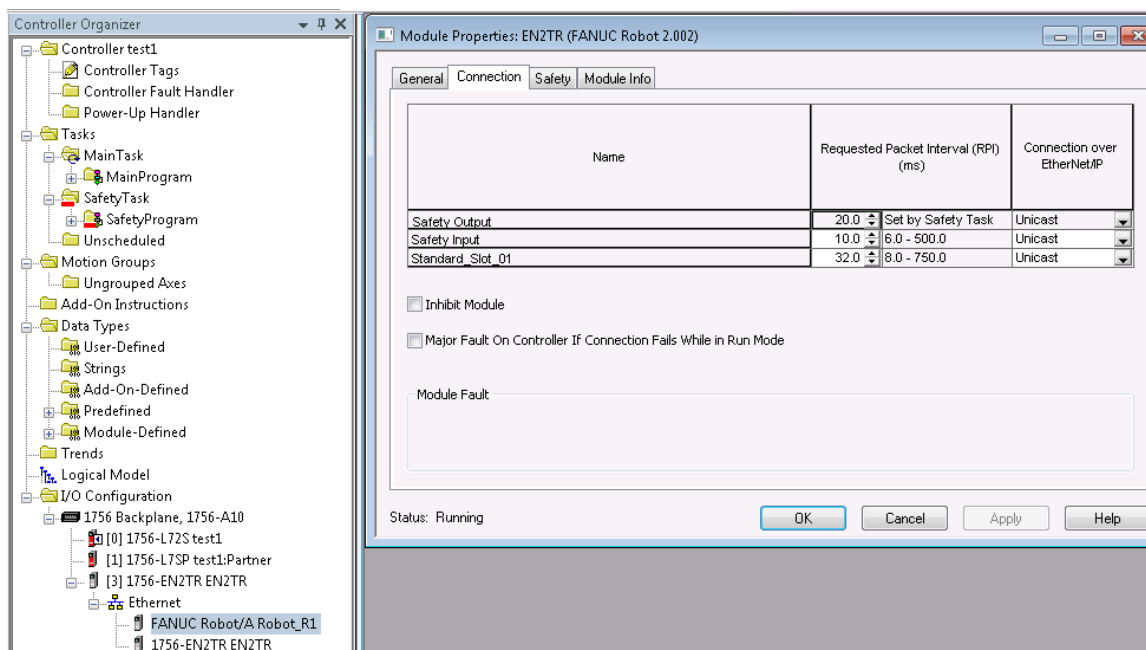 Controller Organizer
Controller test1
Controller Tags
Controller Fault Handler
Power-Up Handler
Tasks
MainTask
MainProgram
SafetyTask
SafetyProgram
Unscheduled
Motion Groups
Ungrouped Axes
Add-On Instructions
Data Types
User-Defined
Strings
Add-On-Defined
Predefined
Module-Defined
Trends
Logical Model
I/O Configuration
1756 Backplane, 1756-A10
[0] 1756-L72S test1
[1] 1756-L7SP test1:Partner
[3] 1756-EN2TR EN2TR
Ethernet
FANUC Robot/A Robot_R1
1756-EN2TR EN2TR
Module Properties: EN2TR (FANUC Robot 2.002)
General Connection Safety Module Info
Name Requested Packet Interval (RPI) (ms) Connection over EtherNet/IP
Safety Output 20.0 Set by Safety Task Unicast
Safety Input 10.0 6.0 - 500.0 Unicast
Standard_Slot_01 32.0 8.0 - 750.0 Unicast
Inhibit Module
Major Fault On Controller If Connection Fails While in Run Mode
Module Fault
Status: Running OK Cancel Apply Help